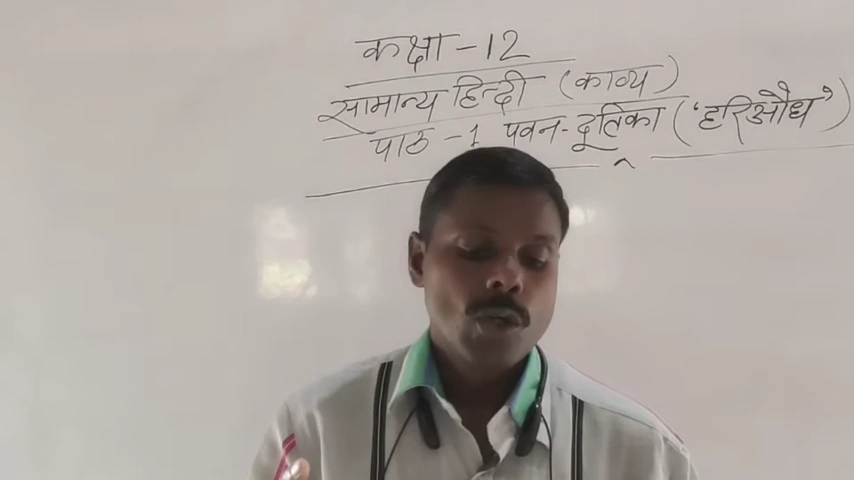 कक्षा - 12
सामान्य हिन्दी (काव्य)
पाठ - 1 पवन-दूतिका ('हरिऔध')